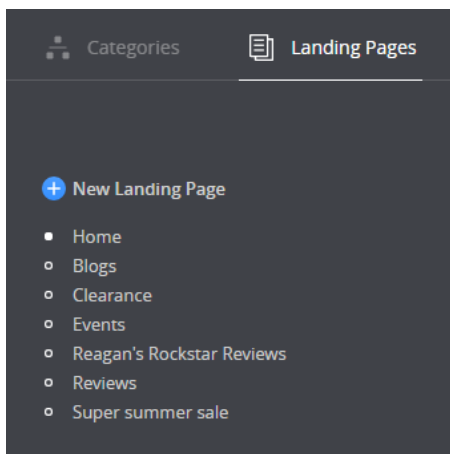 Categories
Landing Pages
New Landing Page
Home
Blogs
Clearance
Events
Reagan's Rockstar Reviews
Reviews
Super summer sale